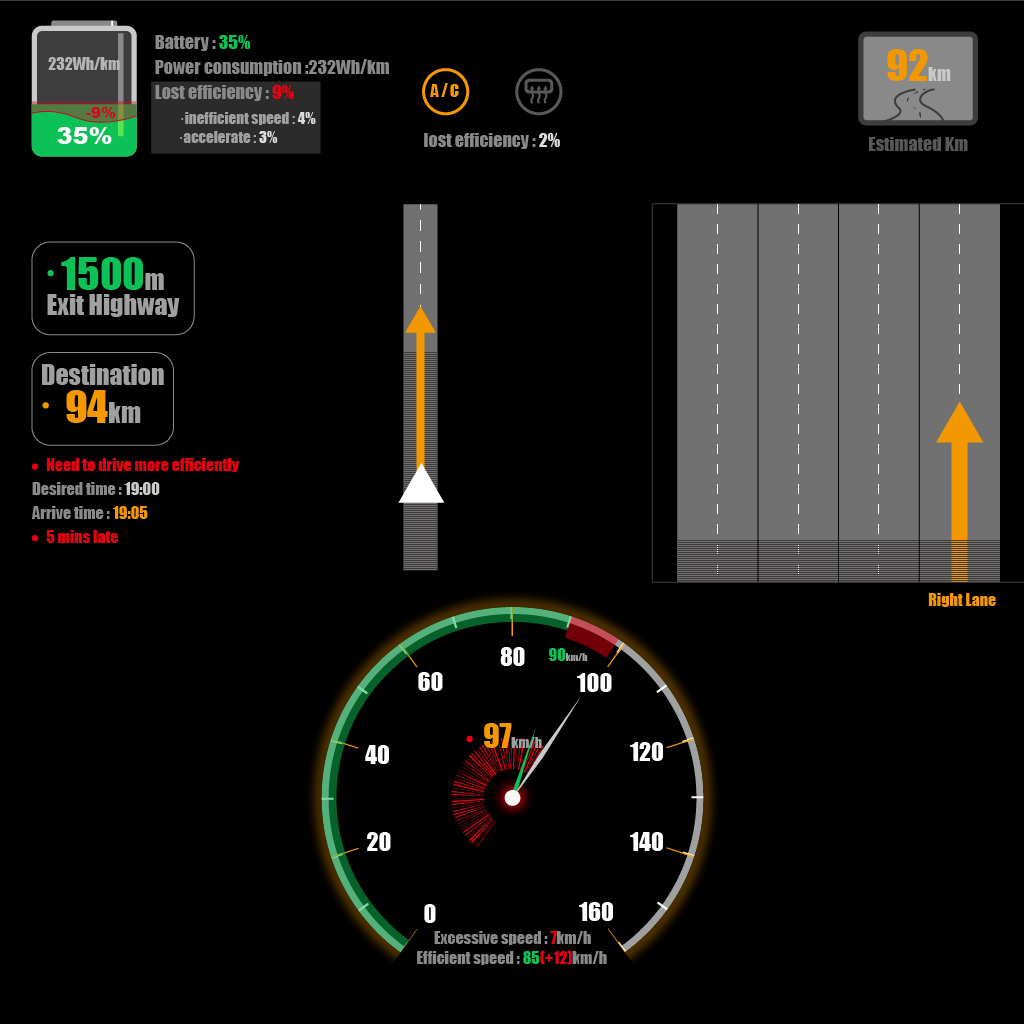 232Wh/km
-9%
35%
Battery : 35%
Power consumption :232Wh/km
Lost efficiency : 9%
·inefficient speed : 4%
·accelerate : 3%
A/C
lost efficiency : 2%
92km
Estimated Km
• 1500m
Exit Highway
Destination
• 94km
• Need to drive more efficiently
Desired time : 19:00
Arrive time : 19:05
• 5 mins late
Right Lane
80
90km/h
60
100
97km/h
40
120
20
140
0
160
Excessive speed : 7km/h
Efficient speed : 85(+12)km/h